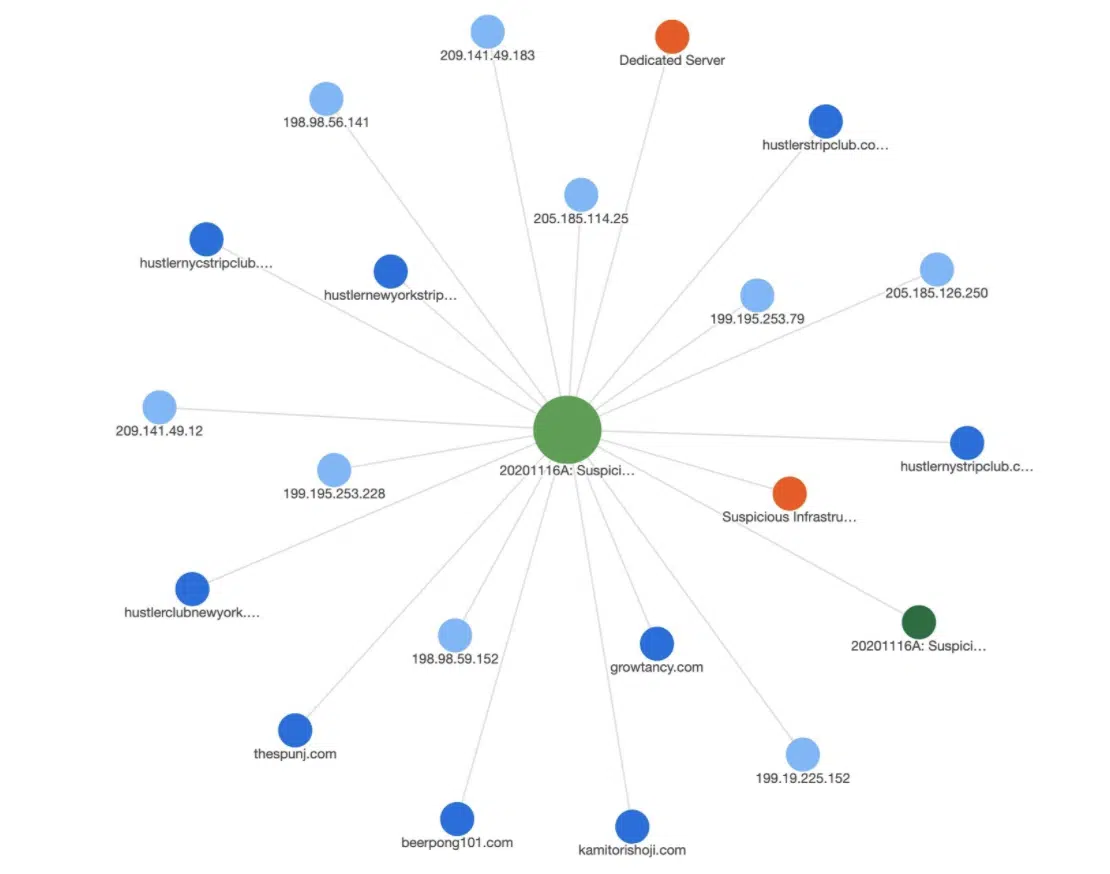 209.141.49.183
Dedicated Server
198.98.56.141
hustlerstripclub.co…
205.185.114.25
hustlernycstripclub.…
hustlernewyorkstrip…
205.185.126.250
199.195.253.79
209.141.49.12
20201116A: Suspici…
hustlernystripclub.c…
199.195.253.228
Suspicious Infrastru…
hustlerclubnewyork.…
20201116A: Suspici…
198.98.59.152
growtancy.com
thespunj.com
199.19.225.152
beerpong101.com
kamitorishoji.com